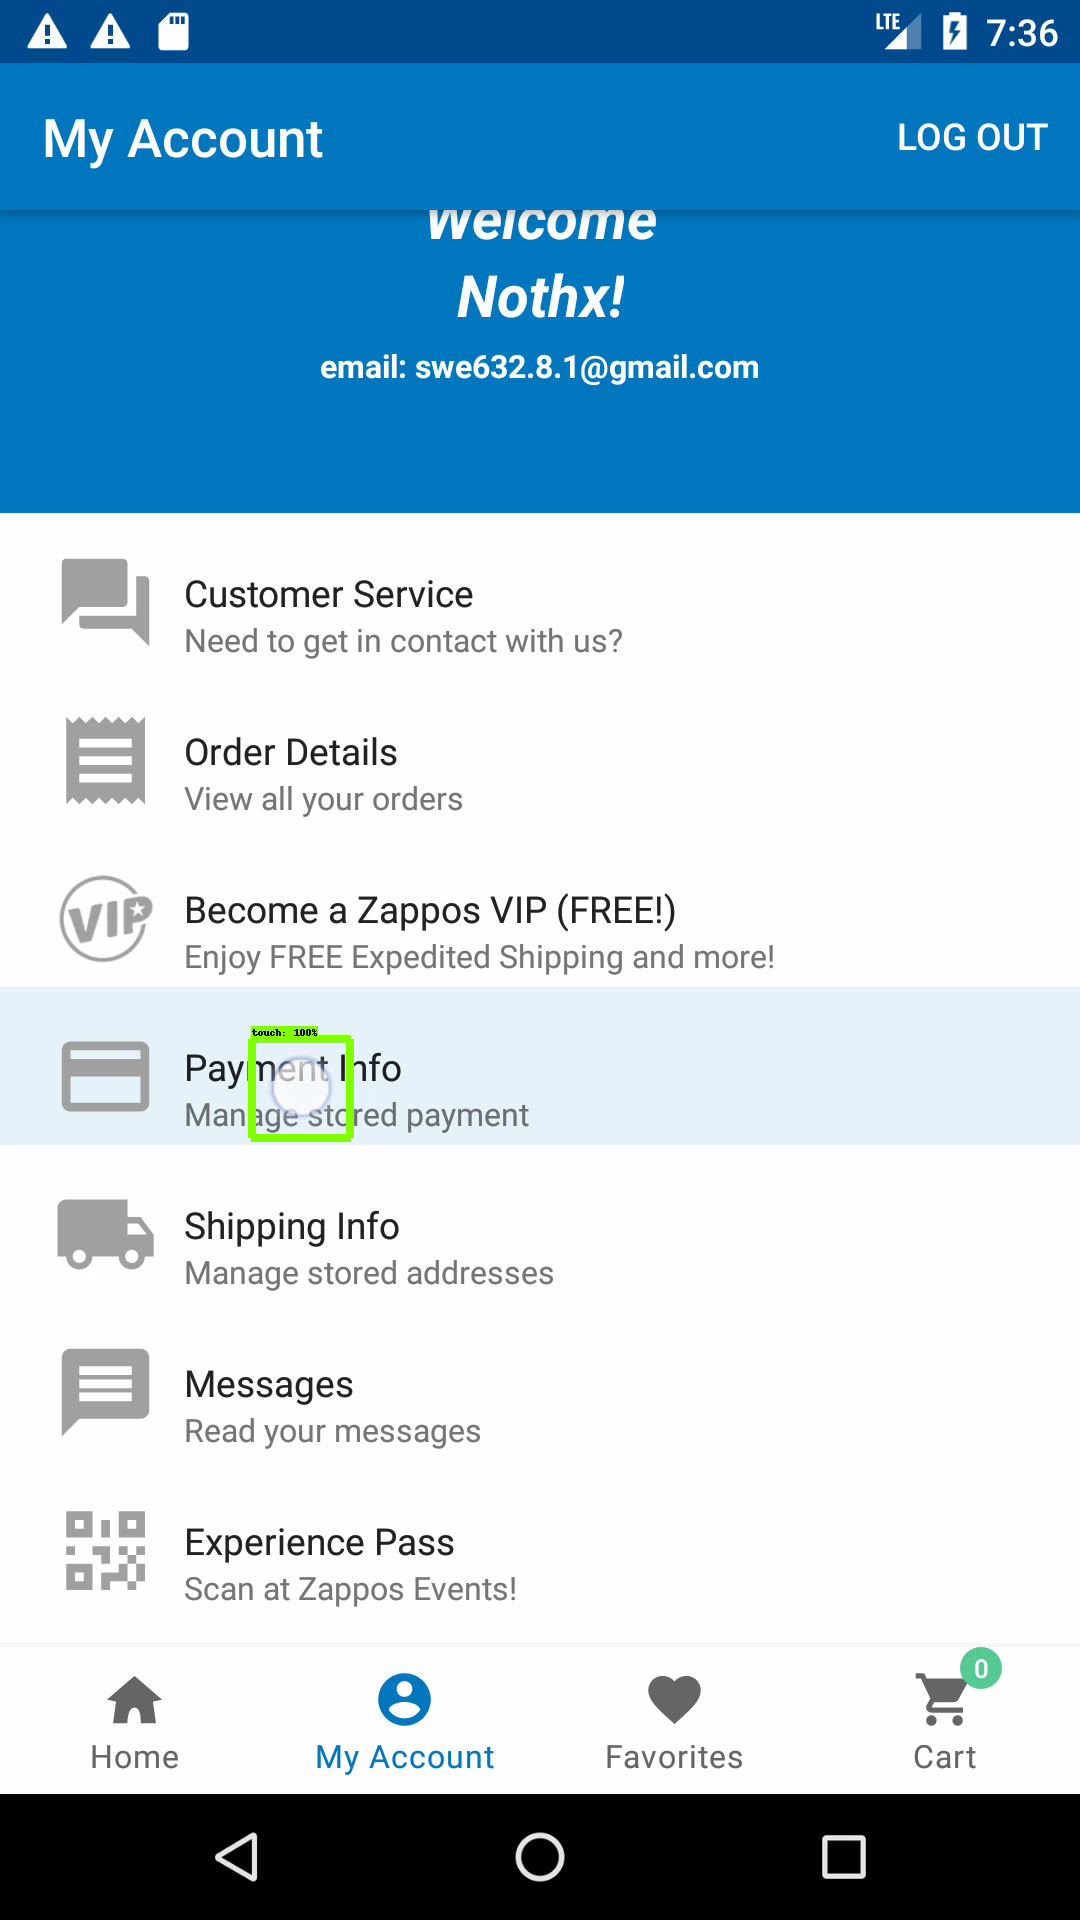 LTE 7:36
My Account LOG OUT
Welcome
Nothx!
email: swe632.8.1@gmail.com
Customer Service
Need to get in contact with us?
Order Details
View all your orders
VIP
Become a Zappos VIP (FREE!)
Enjoy FREE Expedited Shipping and more!
touch: 100%
Payment Info
Manage stored payment
Shipping Info
Manage stored addresses
Messages
Read your messages
Experience Pass
Scan at Zappos Events!
0
Home My Account Favorites Cart